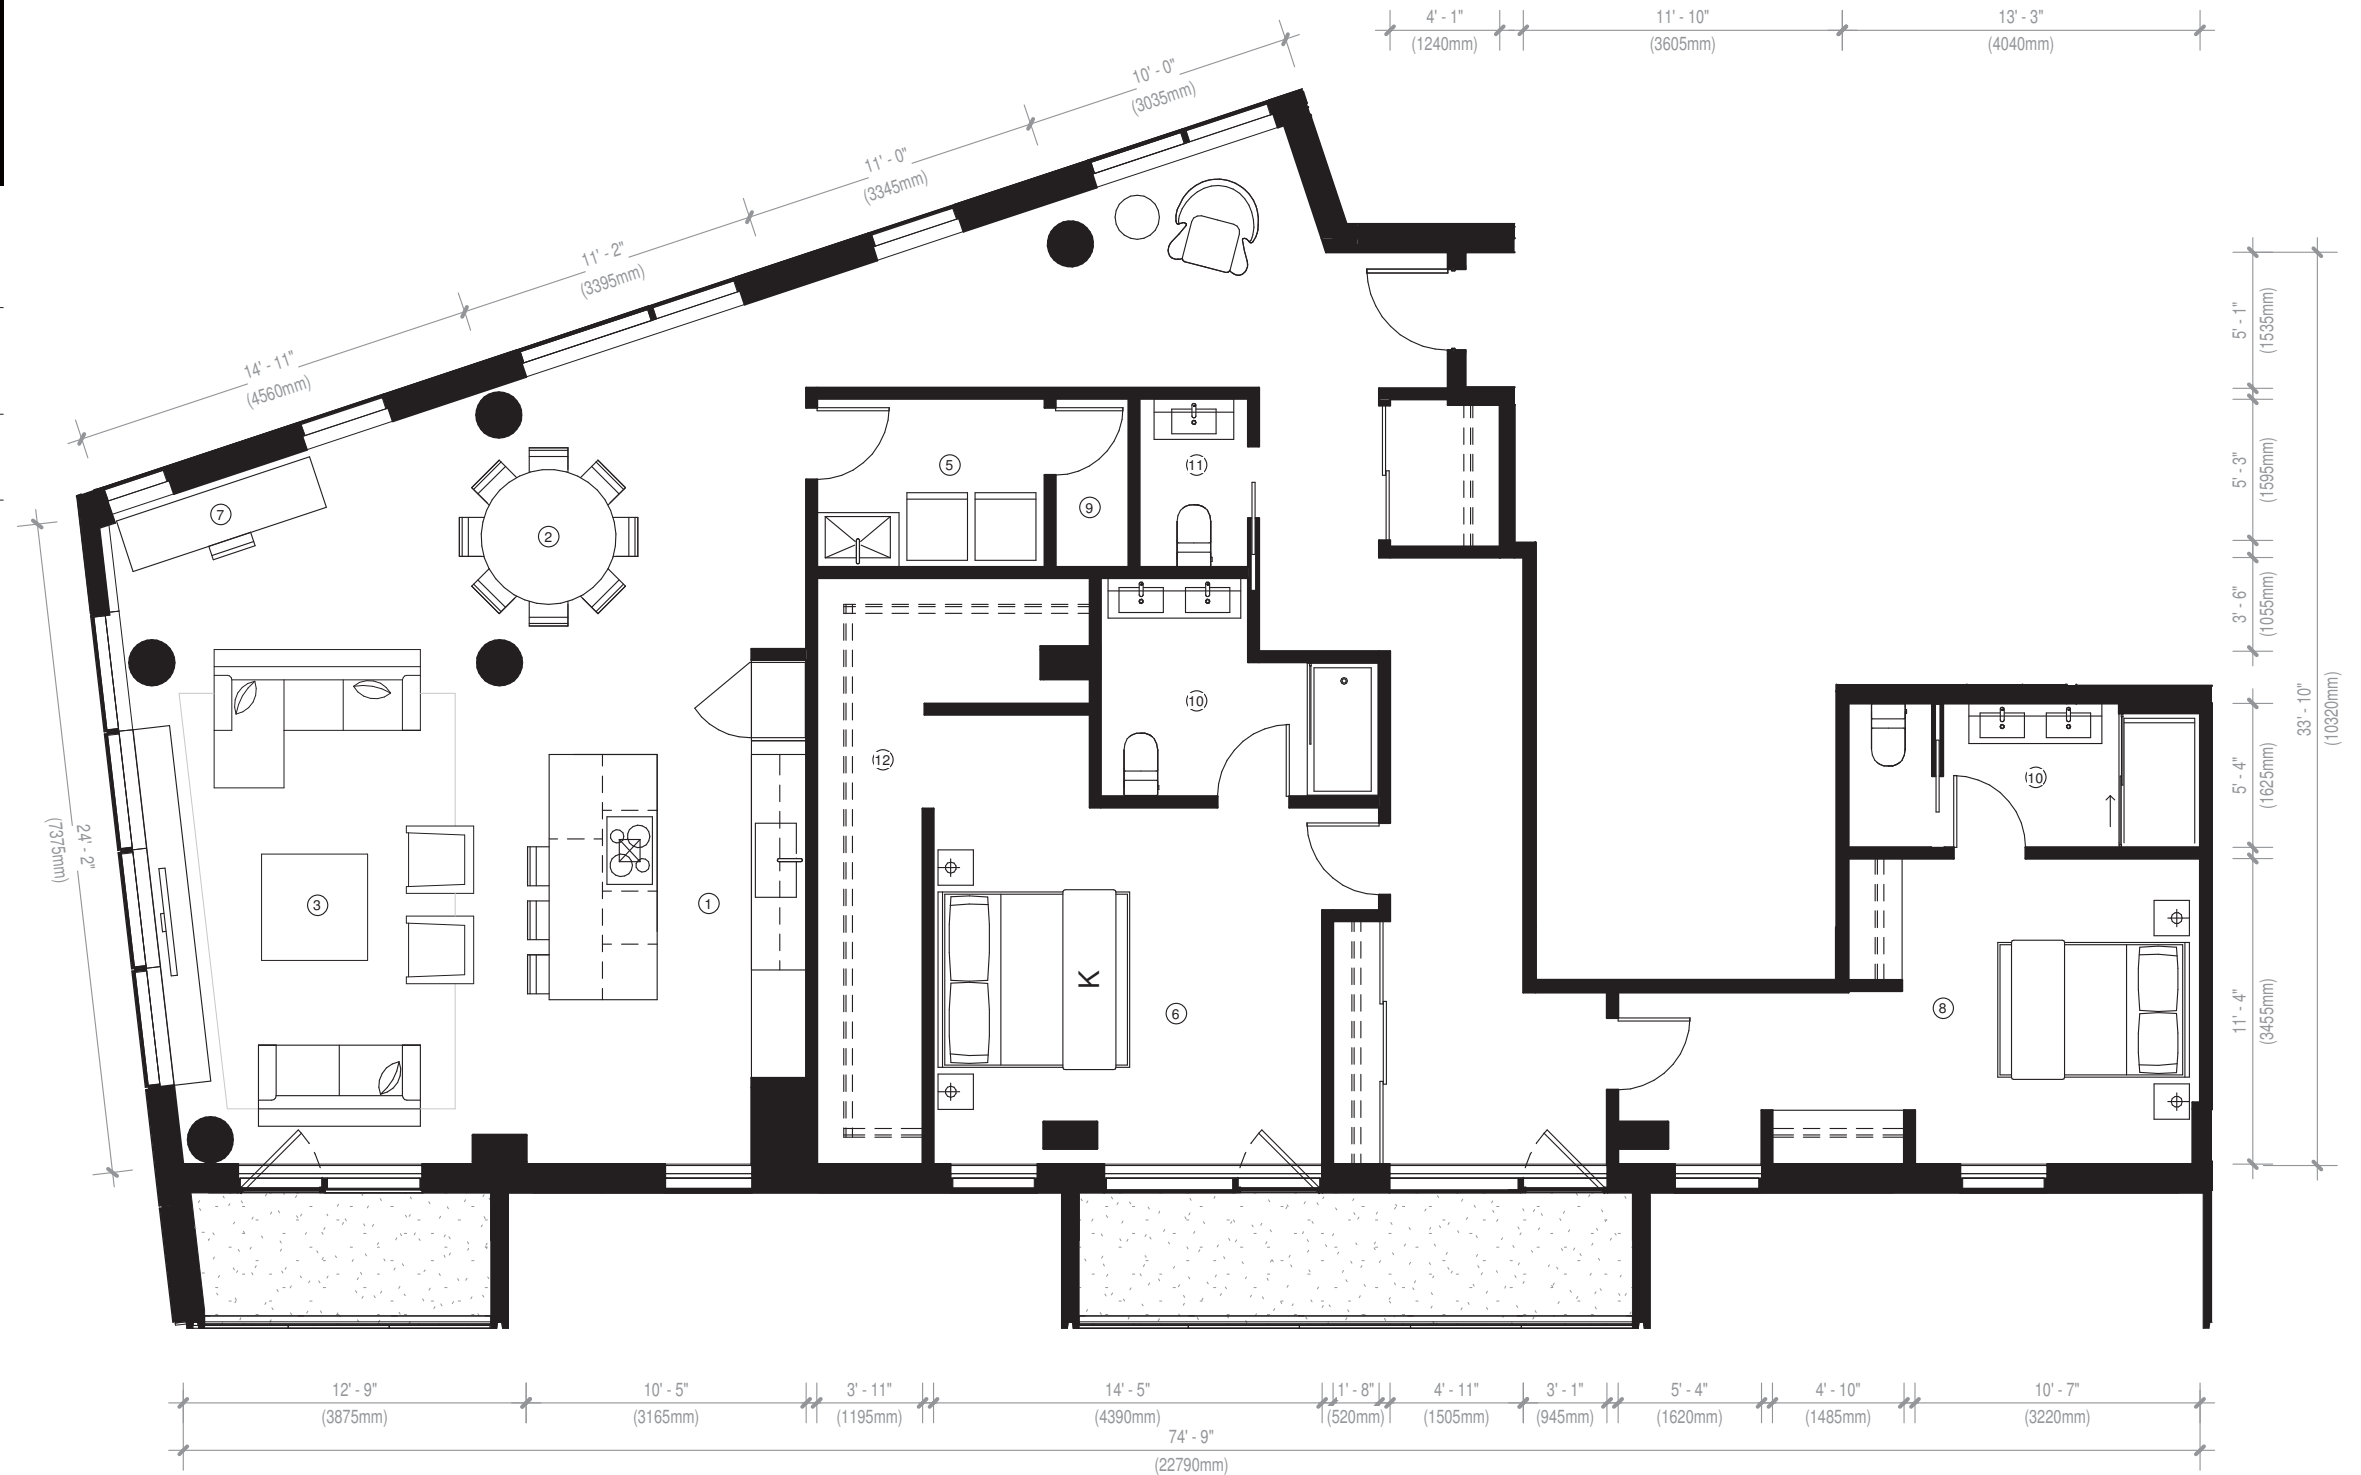 4' - 1"
(1240mm)
11' - 10"
(3605mm)
13' - 3"
(4040mm)
10' - 0"
(3035mm)
11' - 0"
(3345mm)
11' - 2"
(3395mm)
14' - 11"
(4560mm)
24' - 2"
(7375mm)
5' - 1"
(1535mm)
5' - 3"
(1595mm)
3' - 6"
(1055mm)
5' - 4"
(1625mm)
11' - 4"
(3455mm)
33' - 10"
(10320mm)
5
11
9
7
2
10
12
10
3
1
K
6
8
12' - 9"
(3875mm)
10' - 5"
(3165mm)
3' - 11"
(1195mm)
14' - 5"
(4390mm)
1' - 8"
(520mm)
4' - 11"
(1505mm)
3' - 1"
(945mm)
5' - 4"
(1620mm)
4' - 10"
(1485mm)
10' - 7"
(3220mm)
74' - 9"
(22790mm)